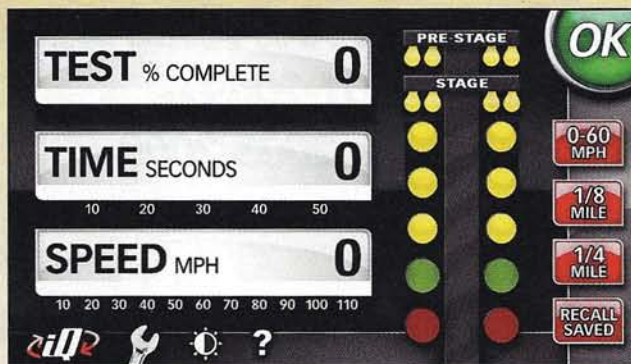 TEST % COMPLETE 0
TIME SECONDS 0
10 20 30 40 50
SPEED MPH 0
10 20 30 40 50 60 70 80 90 100 110
iQ
?
PRE-STAGE
STAGE
OK
0-60
MPH
1/8
MILE
1/4
MILE
RECALL
SAVED